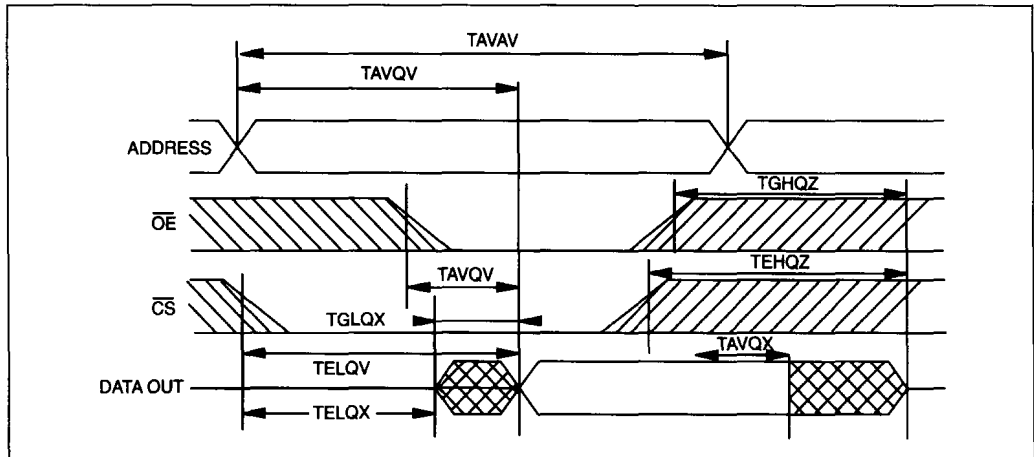 TAVAV
TAVQV
ADDRESS
TGHQZ
OE
TEHQZ
TAVQV
CS
TGLQX
TAVQX
TELQV
DATA OUT
TELQX